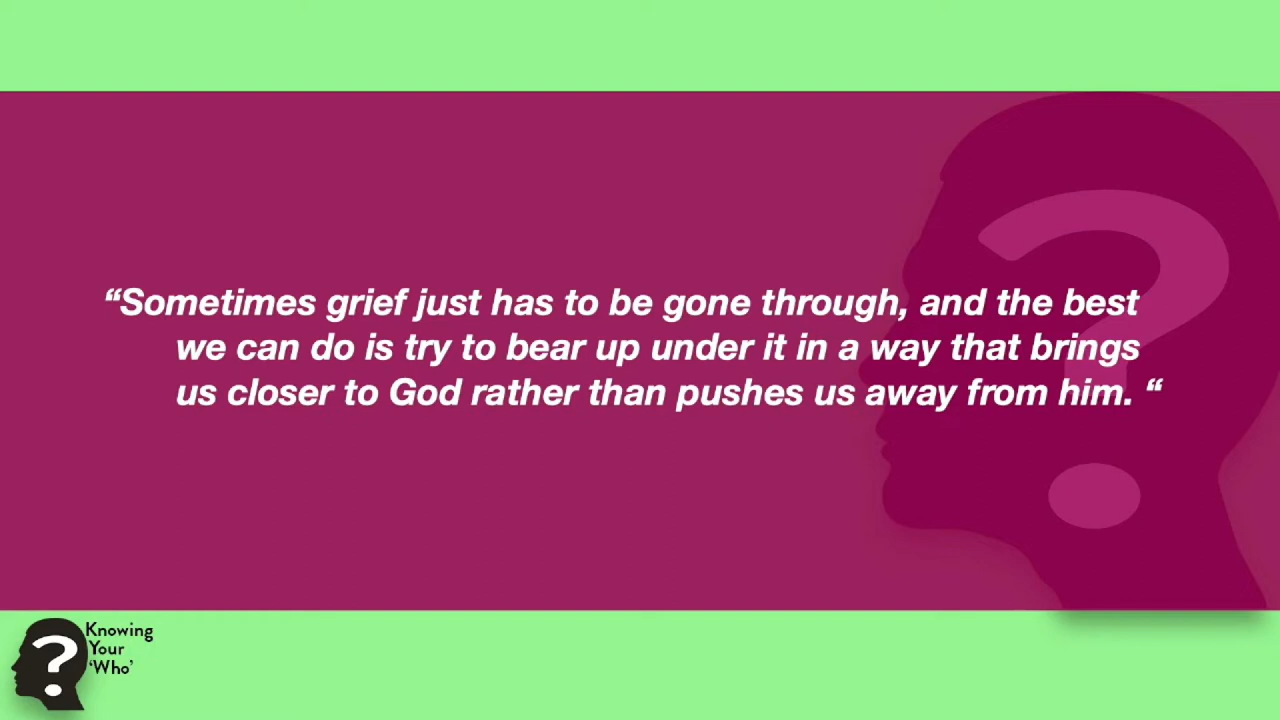 “Sometimes grief just has to be gone through, and the best
we can do is try to bear up under it in a way that brings
us closer to God rather than pushes us away from him. “
?
?
Knowing
Your
‘Who’